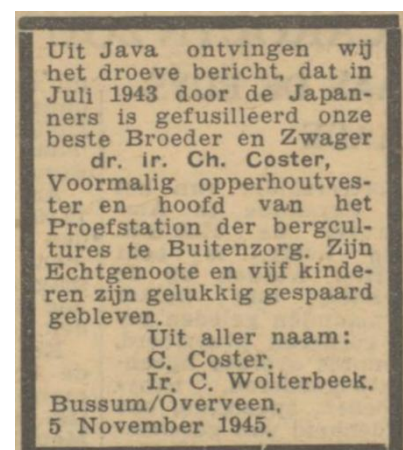 Uit Java ontvingen wij
het droeve bericht, dat in
Juli 1943 door de Japan-
ners is gefusilleerd onze
beste Broeder en Zwager
dr. ir. Ch. Coster,
Voormalig opperhoutves-
ter en hoofd van het
Proefstation der bergcul-
tures te Buitenzorg. Zijn
Echtgenoote en vijf kinde-
ren zijn gelukkig gespaard
gebleven.
Uit aller naam:
C. Coster.
Ir. C. Wolterbeek.
Bussum/Overveen,
5 November 1945.